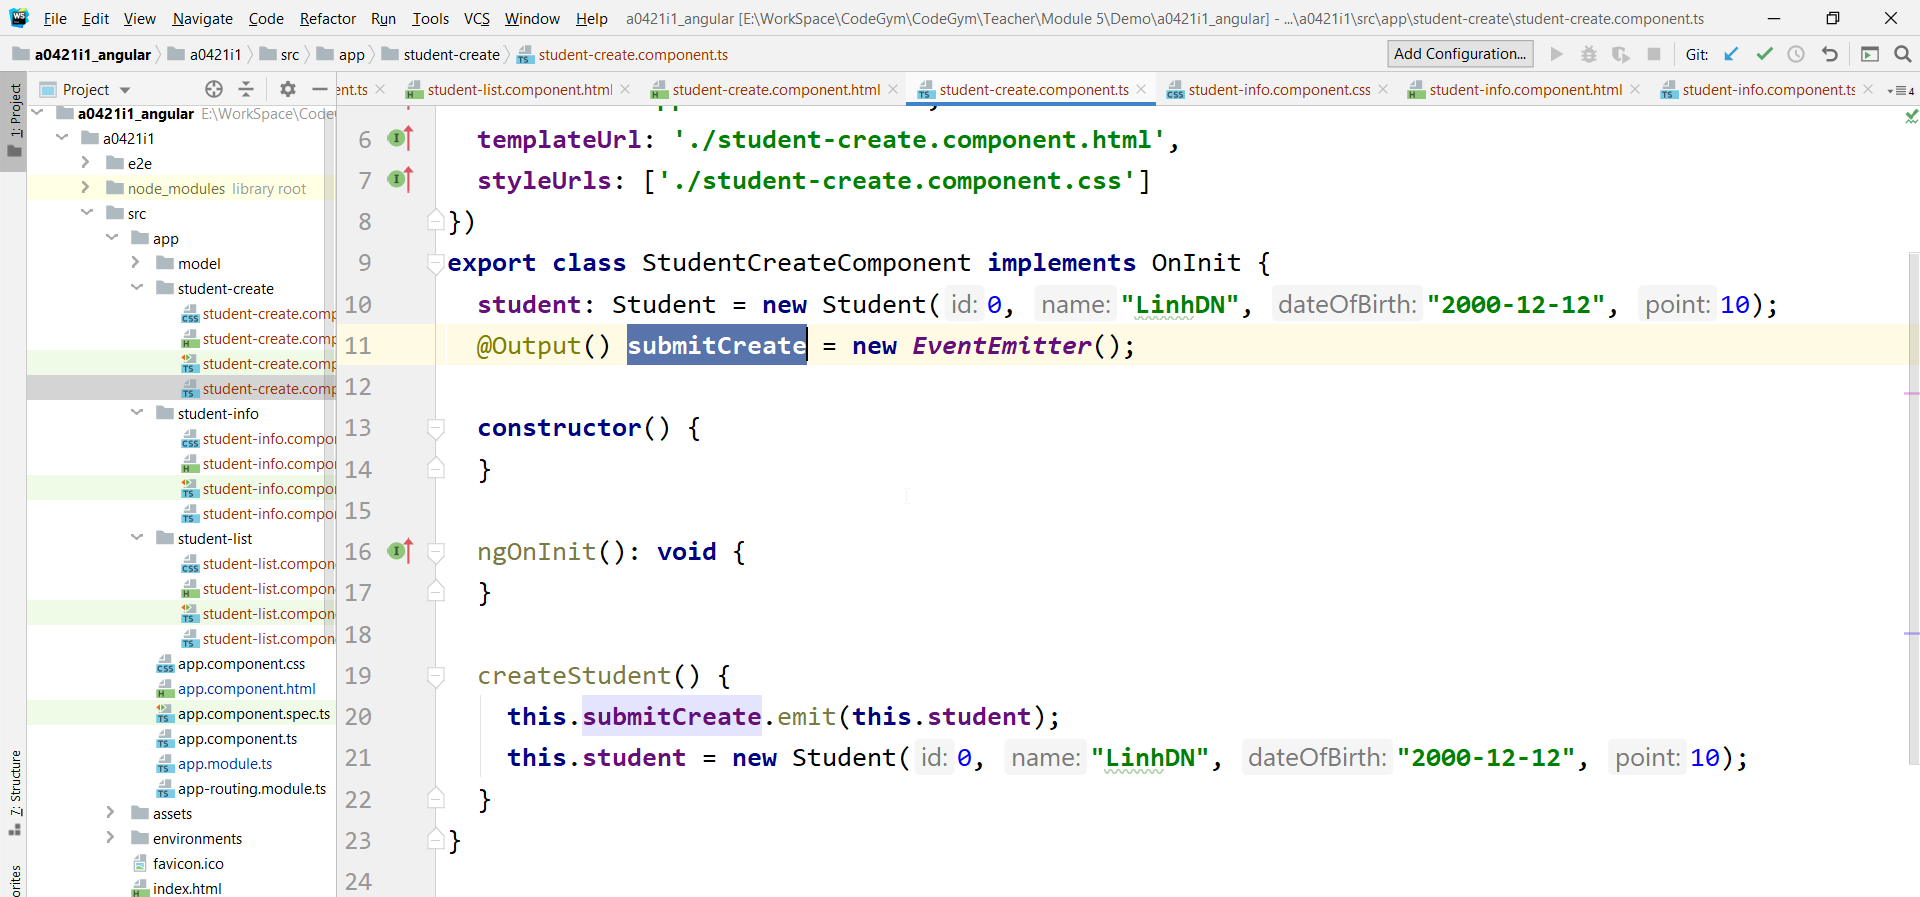 File Edit View Navigate Code Refactor Run Tools VCS Window Help a0421i1_angular [E:\WorkSpace\CodeGym\CodeGym\Teacher\Module 5\Demo\a0421i1_angular] - ...\a0421i1\src\app\student-create\student-create.component.ts
a0421i1_angular a0421i1 src app student-create student-create.component.ts Add Configuration... Git:
Project ent.ts student-list.component.html student-create.component.html student-create.component.ts student-info.component.css student-info.component.html student-info.component.ts 4
1: Project
7: Structure
orites
a0421i1_angular E:\WorkSpace\Code
a0421i1
e2e
node_modules library root
src
app
model
student-create
student-create.comp
student-create.comp
student-create.comp
student-create.comp
student-info
student-info.compo
student-info.compo
student-info.compo
student-info.compo
student-list
student-list.compon
student-list.compon
student-list.compon
student-list.compon
app.component.css
app.component.html
app.component.spec.ts
app.component.ts
app.module.ts
app-routing.module.ts
assets
environments
favicon.ico
index.html
6 templateUrl: './student-create.component.html',
7 styleUrls: ['./student-create.component.css']
8 })
9 export class StudentCreateComponent implements OnInit {
10 student: Student = new Student( id: 0, name: "LinhDN", dateOfBirth: "2000-12-12", point: 10);
11 @Output() submitCreate = new EventEmitter();
12
13 constructor() {
14 }
15
16 ngOnInit(): void {
17 }
18
19 createStudent() {
20 this.submitCreate.emit(this.student);
21 this.student = new Student( id: 0, name: "LinhDN", dateOfBirth: "2000-12-12", point: 10);
22 }
23 }
24